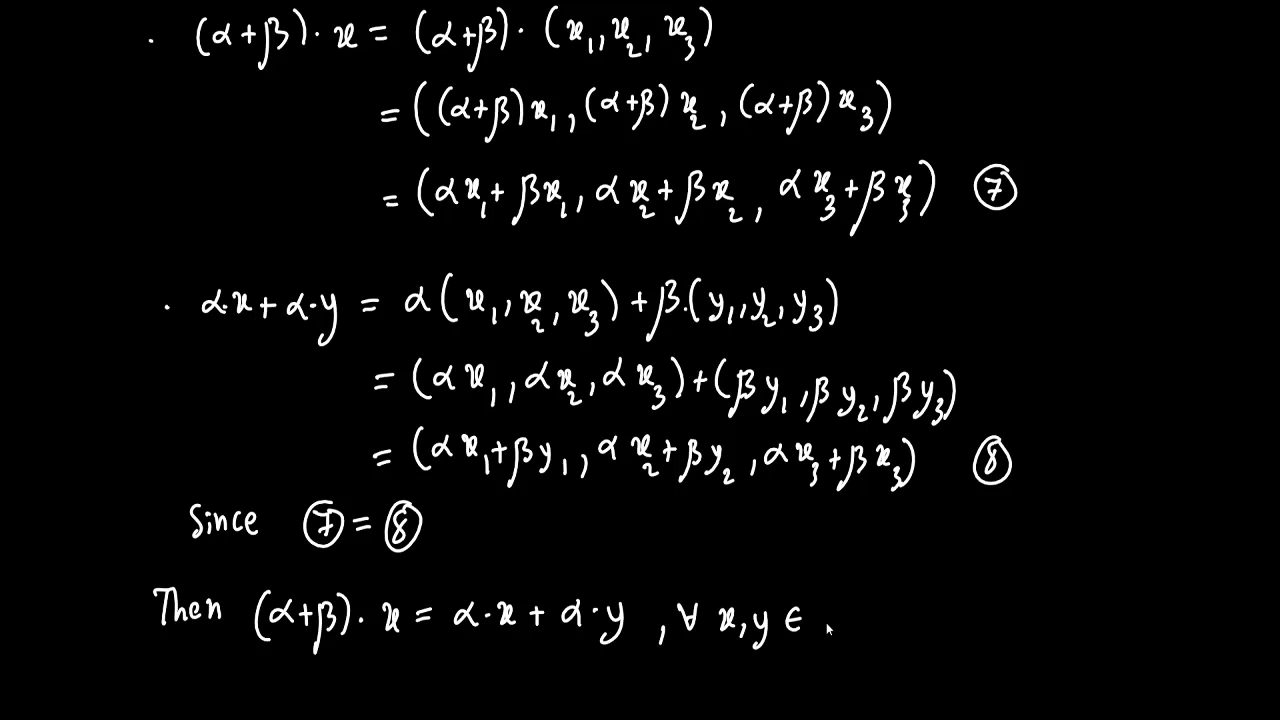 · (α+β)·x = (α+β)·(x₁, x₂, x₃)
= ((α+β)x₁, (α+β)x₂, (α+β)x₃)
= (αx₁+βx₁, αx₂+βx₂, αx₃+βx₃) ⑦
· α·x + α·y = α(x₁, x₂, x₃) + β·(y₁, y₂, y₃)
= (αx₁, αx₂, αx₃) + (βy₁, βy₂, βy₃)
= (αx₁+βy₁, αx₂+βy₂, αx₃+βx₃) ⑧
Since ⑦ = ⑧
Then (α+β)·x = α·x + α·y , ∀ x,y ∈